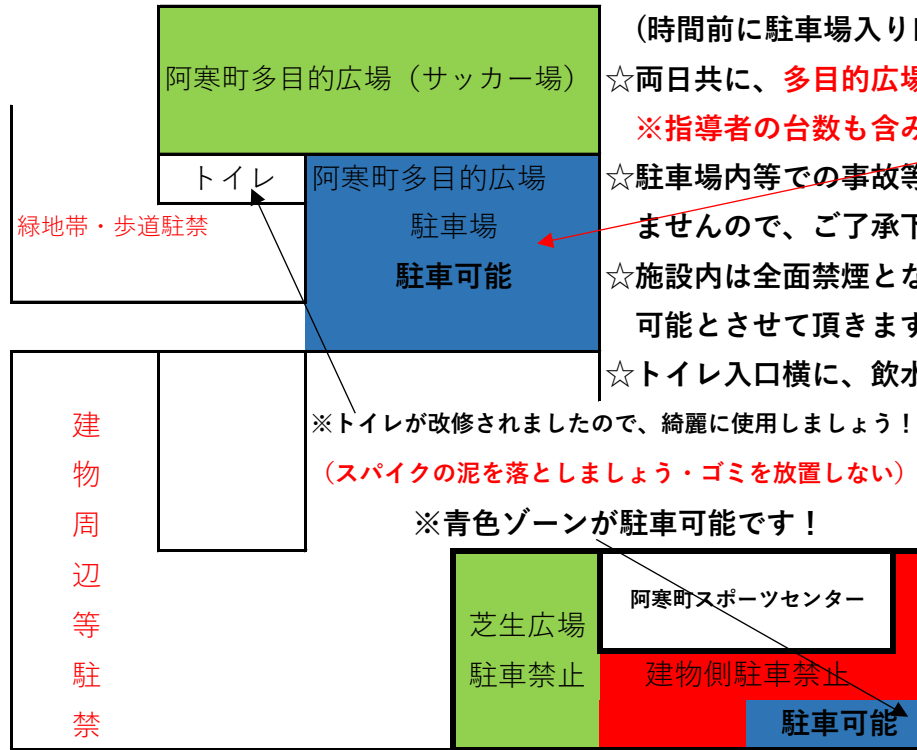 (時間前に駐車場入り
阿寒町多目的広場（サッカー場）
☆両日共に、多目的広場
※指導者の台数も含み
トイレ
阿寒町多目的広場
駐車場
駐車可能
☆駐車場内等での事故等
ませんので、ご了承下
緑地帯・歩道駐禁
☆施設内は全面禁煙とな
可能とさせて頂きます
☆トイレ入口横に、飲水
※トイレが改修されましたので、綺麗に使用しましょう！
（スパイクの泥を落としましょう・ゴミを放置しない）
※青色ゾーンが駐車可能です！
建物周辺等駐禁
芝生広場
駐車禁止
阿寒町スポーツセンター
建物側駐車禁止
駐車可能